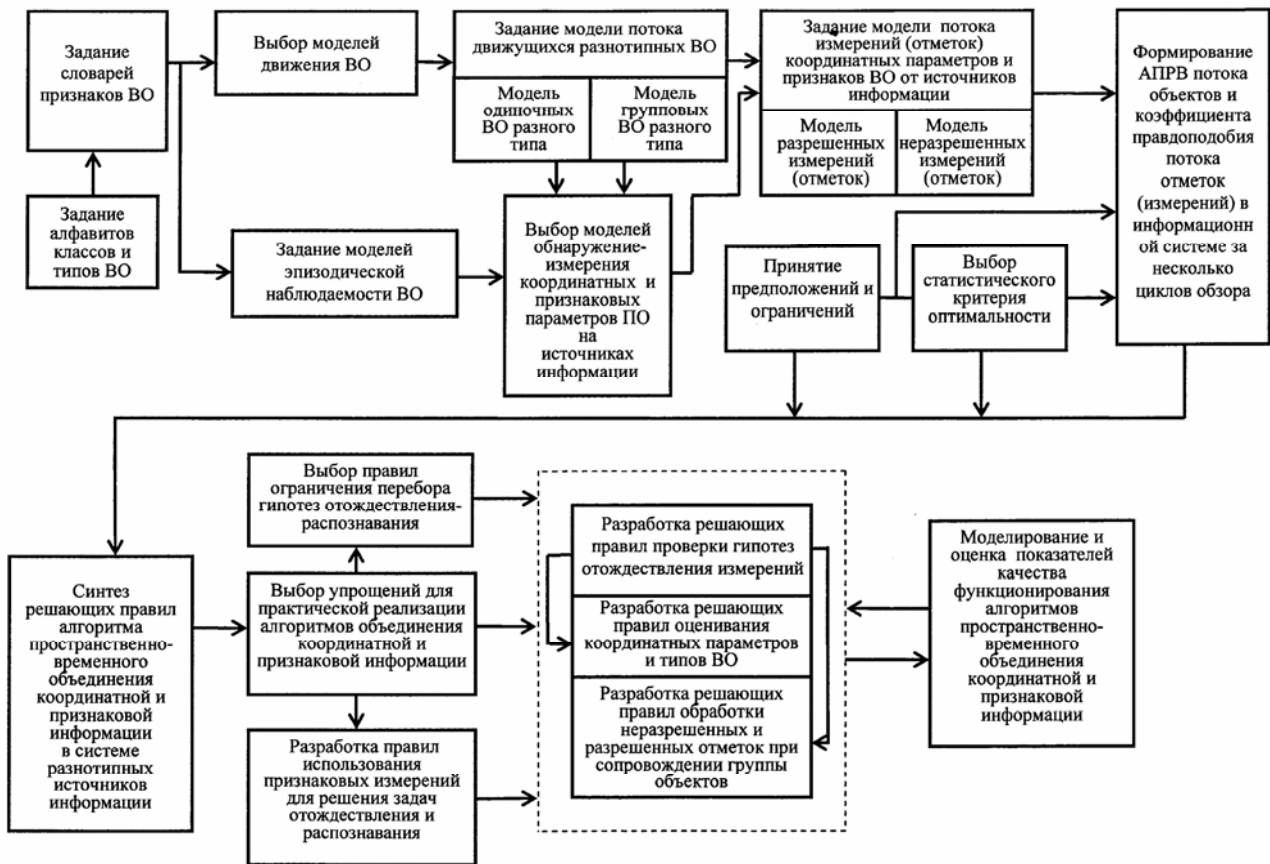 Задание
словарей
признаков ВО
Выбор моделей
движения ВО
Задание модели потока
движущихся разнотипных ВО
Модель
одиночных
ВО разного
типа
Модель
групповых
ВО разного
типа
Задание модели потока
измерений (отметок)
координатных параметров и
признаков ВО от источников
информации
Модель
разрешенных
измерений
(отметок)
Модель
неразрешенных
измерений
(отметок)
Формирование
АПРВ потока
объектов и
коэффициента
правдоподобия
потока
отметок
(измерений) в
информационн
ой системе за
несколько
циклов обзора
Задание
алфавитов
классов и
типов ВО
Задание моделей
эпизодической
наблюдаемости ВО
Выбор моделей
обнаружение-
измерения
координатных и
признаковых
параметров ПО
на
источниках
информации
Принятие
предположений и
ограничений
Выбор
статистического
критерия
оптимальности
Синтез
решающих правил
алгоритма
пространственно-
временного
объединения
координатной и
признаковой
информации
в системе
разнотипных
источников
информации
Выбор правил
ограничения перебора
гипотез отождествления-
распознавания
Выбор упрощений для
практической реализации
алгоритмов объединения
координатной и
признаковой информации
Разработка правил
использования
признаковых измерений
для решения задач
отождествления и
распознавания
Разработка решающих
правил проверки гипотез
отождествления измерений
Разработка решающих
правил оценивания
координатных параметров
и типов ВО
Разработка решающих
правил обработки
неразрешенных и
разрешенных отметок при
сопровождении группы
объектов
Моделирование и
оценка показателей
качества
функционирования
алгоритмов
пространственно-
временного
объединения
координатной и
признаковой
информации